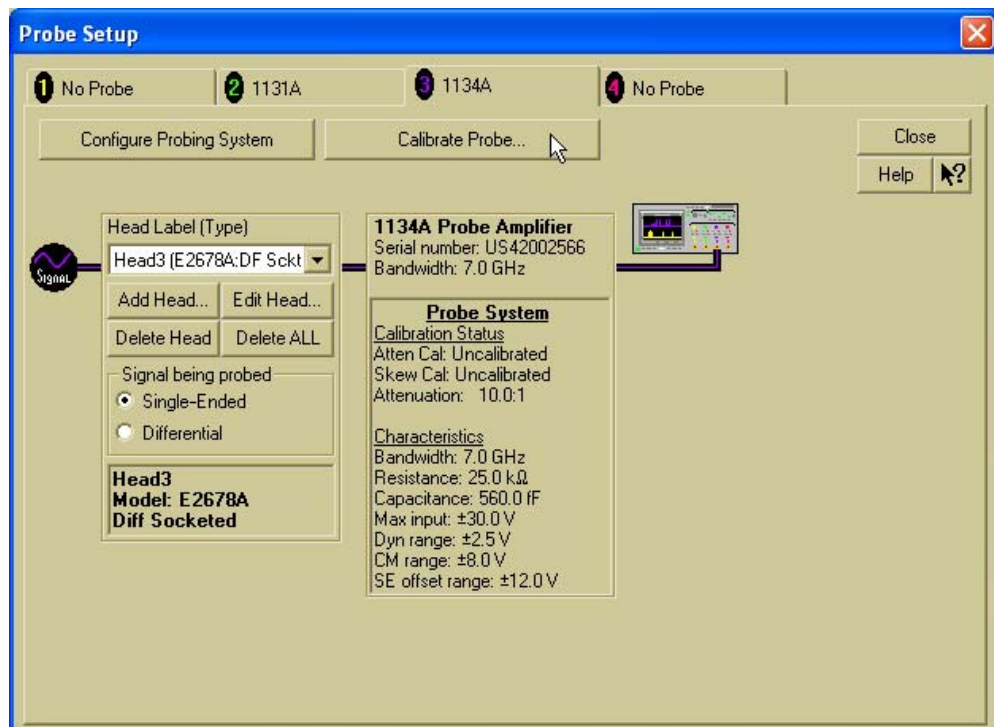 Probe Setup
1 No Probe
2 1131A
3 1134A
4 No Probe
Configure Probing System
Calibrate Probe...
Close
Help
?
Signal
Head Label (Type)
Head3 (E2678A:DF Sckt
Add Head...
Edit Head...
Delete Head
Delete ALL
Signal being probed
Single-Ended
Differential
Head3
Model: E2678A
Diff Socketed
1134A Probe Amplifier
Serial number: US42002566
Bandwidth: 7.0 GHz
Probe System
Calibration Status
Atten Cal: Uncalibrated
Skew Cal: Uncalibrated
Attenuation: 10.0:1
Characteristics
Bandwidth: 7.0 GHz
Resistance: 25.0 kΩ
Capacitance: 560.0 fF
Max input: ±30.0 V
Dyn range: ±2.5 V
CM range: ±8.0 V
SE offset range: ±12.0 V